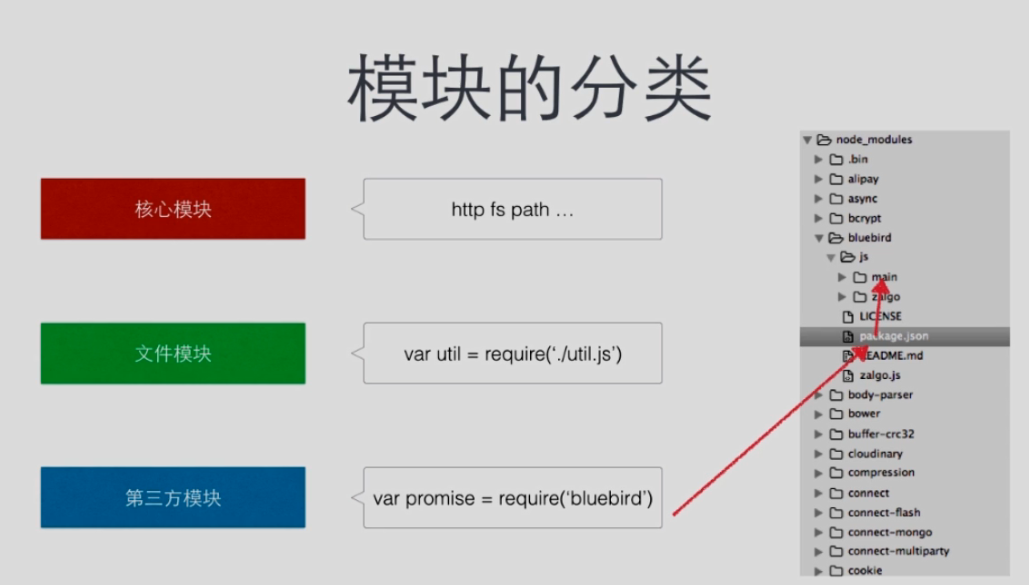 模块的分类
核心模块
http fs path …
文件模块
var util = require(‘./util.js’)
第三方模块
var promise = require(‘bluebird’)
node_modules
.bin
alipay
async
bcrypt
bluebird
js
main
zalgo
LICENSE
package.json
README.md
zalgo.js
body-parser
bower
buffer-crc32
cloudinary
compression
connect
connect-flash
connect-mongo
connect-multiparty
cookie